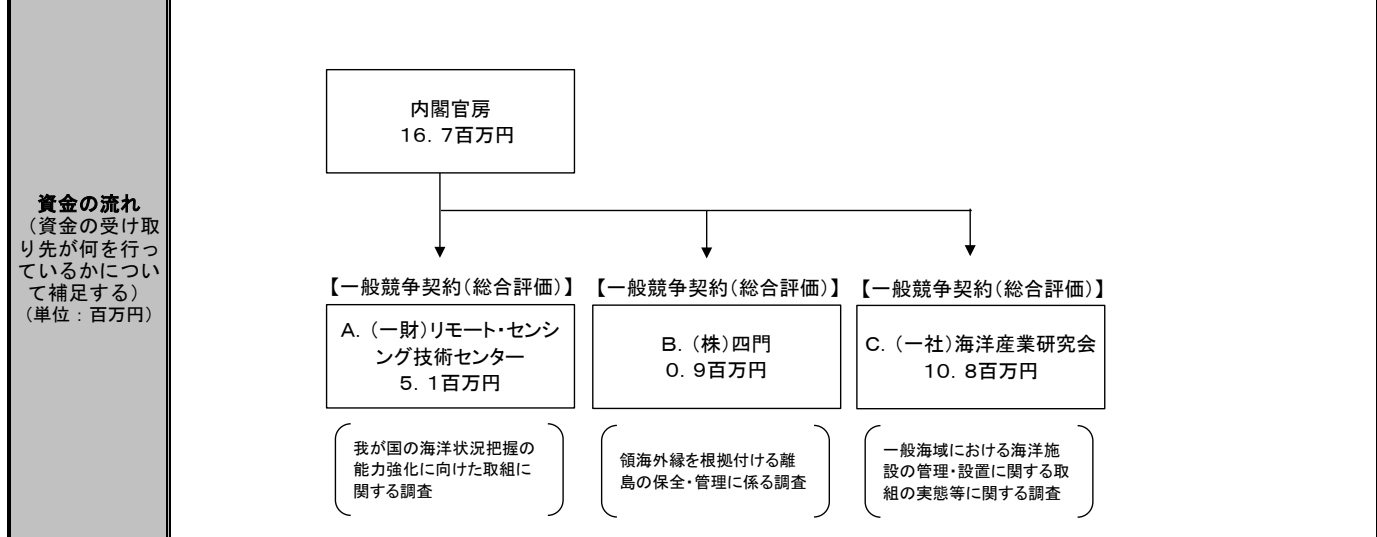 資金の流れ
（資金の受け取
り先が何を行っ
ているかについ
て補足する）
（単位：百万円）
内閣官房
１６．７百万円
【一般競争契約（総合評価）】
【一般競争契約（総合評価）】
【一般競争契約（総合評価）】
Ａ．（一財）リモート・センシ
ング技術センター
５．１百万円
Ｂ．（株）四門
０．９百万円
Ｃ．（一社）海洋産業研究会
１０．８百万円
我が国の海洋状況把握の
能力強化に向けた取組に
関する調査
領海外縁を根拠付ける離
島の保全・管理に係る調査
一般海域における海洋施
設の管理・設置に関する取
組の実態等に関する調査